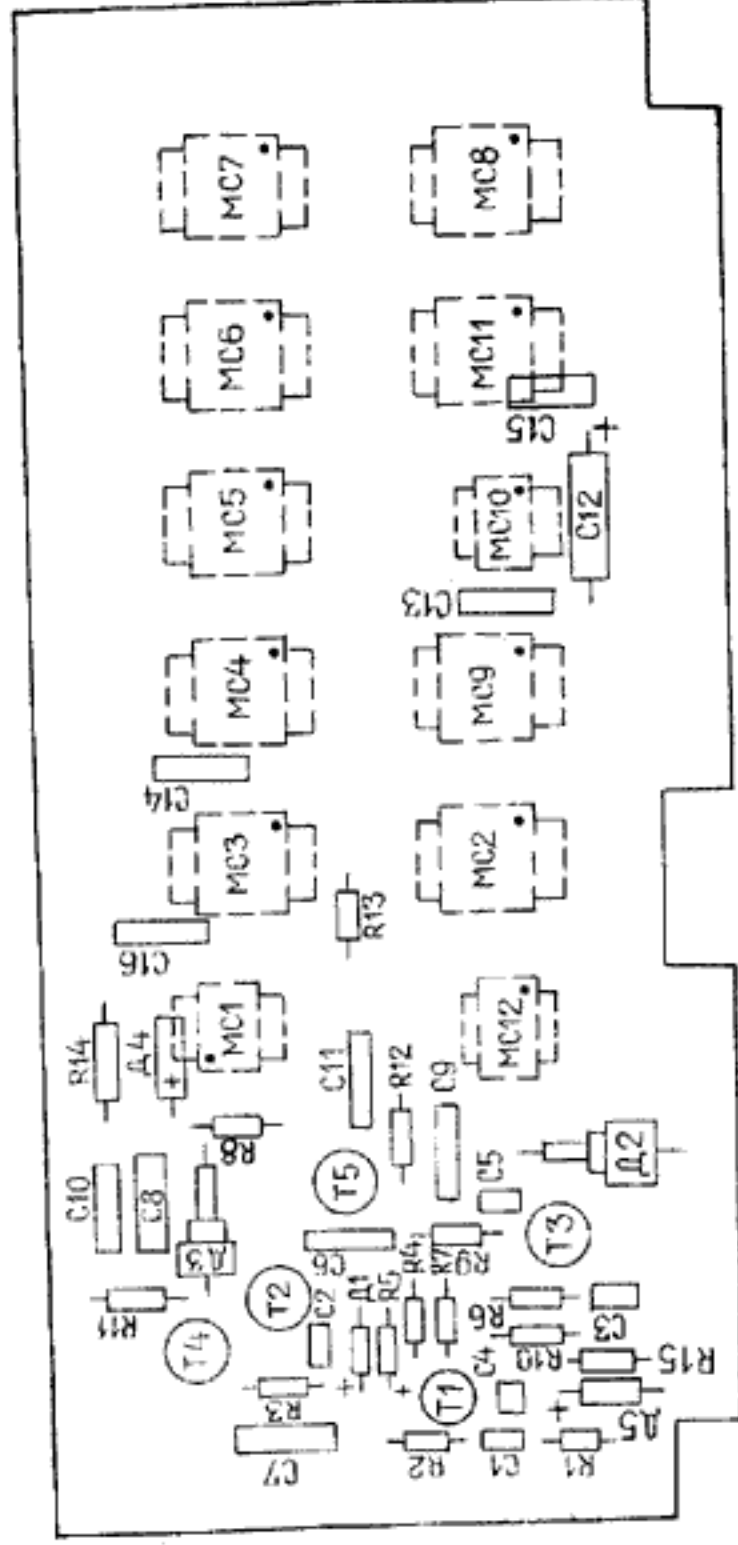 МС7
МС8
МС6
МС11
С15
+
МС5
МС10
С12
С13
МС4
МС9
С14
МС3
МС2
R13
С16
R14
Д4
+
МС1
С11
R12
С9
МС12
R8
С10
С8
Д3
Т5
С5
Д2
R11
Т4
Т2
С2
С6
Д1
R5
R4
R7
R9
Т3
R6
С3
R10
R15
R3
+
+
Т1
С4
+
Д5
С7
R2
С1
R1